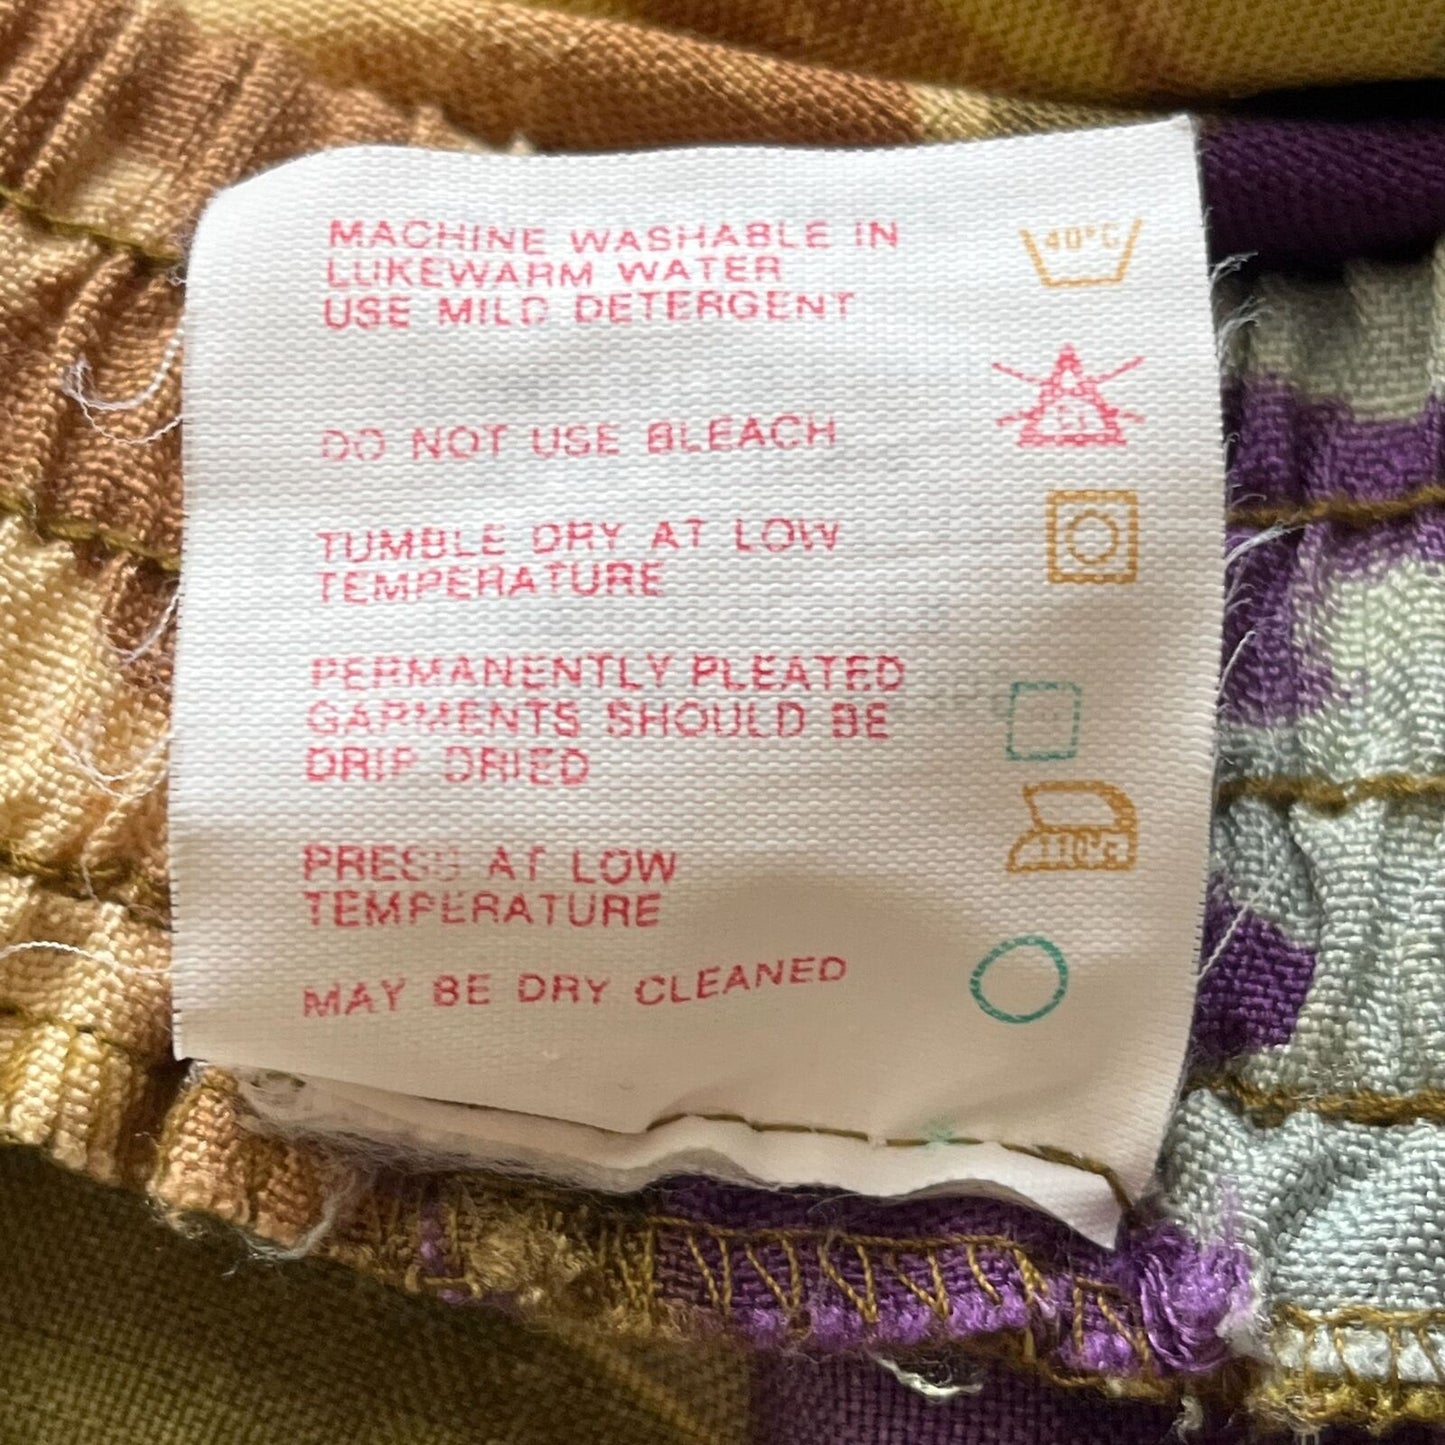 MACHINE WASHABLE IN
40°C
LUKEWARM WATER
USE MILD DETERGENT
DO NOT USE BLEACH
TUMBLE DRY AT LOW
TEMPERATURE
PERMANENTLY PLEATED
GARMENTS SHOULD BE
DRIP DRIED
PRESS AT LOW
TEMPERATURE
MAY BE DRY CLEANED